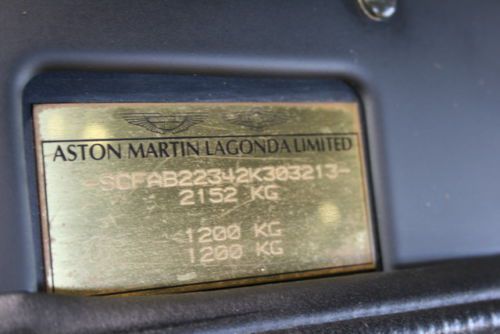 ASTON MARTIN LAGONDA LIMITED
-SCFAB22342K303213-
2152 KG
1200 KG
1200 KG